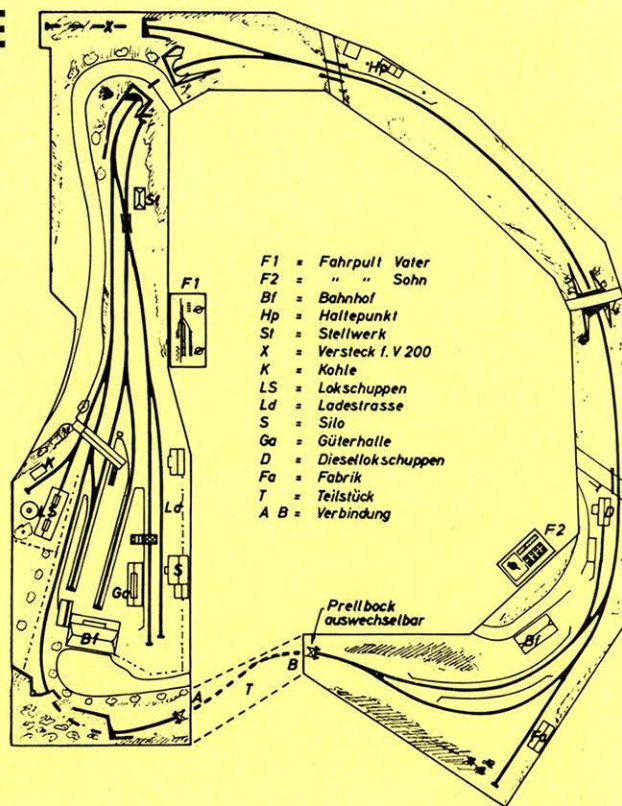 X
Hp
St
F1
F1 = Fahrpult Vater
F2 = " " Sohn
Bf = Bahnhof
Hp = Haltepunkt
St = Stellwerk
X = Versteck f. V 200
K = Kohle
LS = Lokschuppen
Ld = Ladestrasse
S = Silo
Ga = Güterhalle
D = Diesellokschuppen
Fa = Fabrik
T = Teilstück
A B = Verbindung
K
LS
Ld
D
F2
S
Ga
Prellbock
auswechselbar
Bf
Bf
A
T
B
Fa